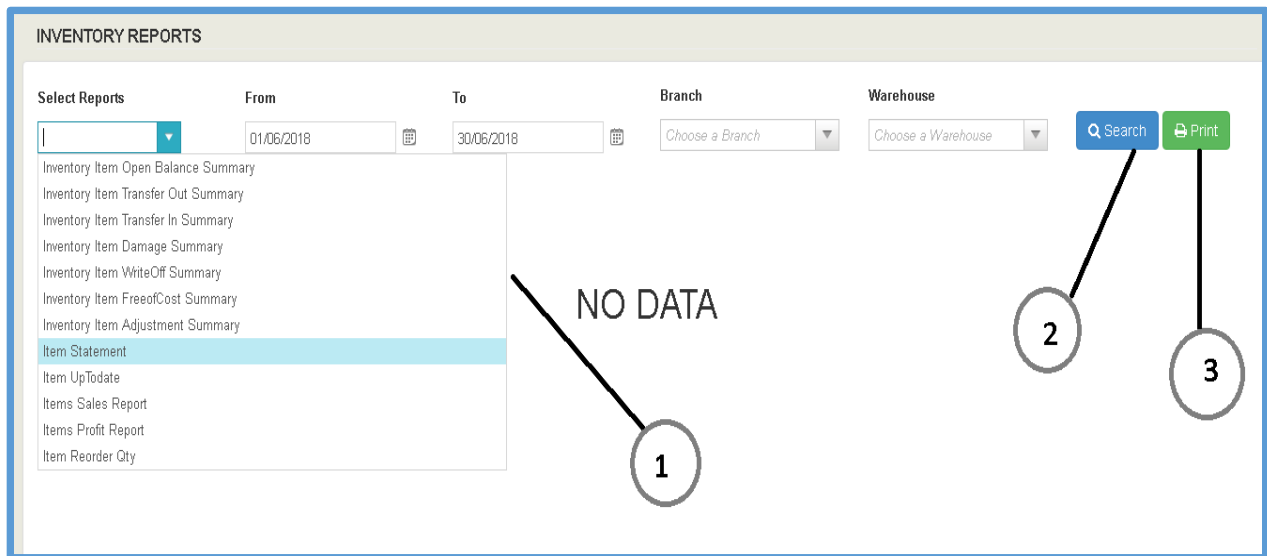 INVENTORY REPORTS
Select Reports From To Branch Warehouse
01/06/2018 30/06/2018 Choose a Branch Choose a Warehouse Search Print
Inventory Item Open Balance Summary
Inventory Item Transfer Out Summary
Inventory Item Transfer In Summary
Inventory Item Damage Summary
Inventory Item WriteOff Summary
Inventory Item FreeofCost Summary
Inventory Item Adjustment Summary
Item Statement
Item UpTodate
Items Sales Report
Items Profit Report
Item Reorder Qty
NO DATA
1
2
3